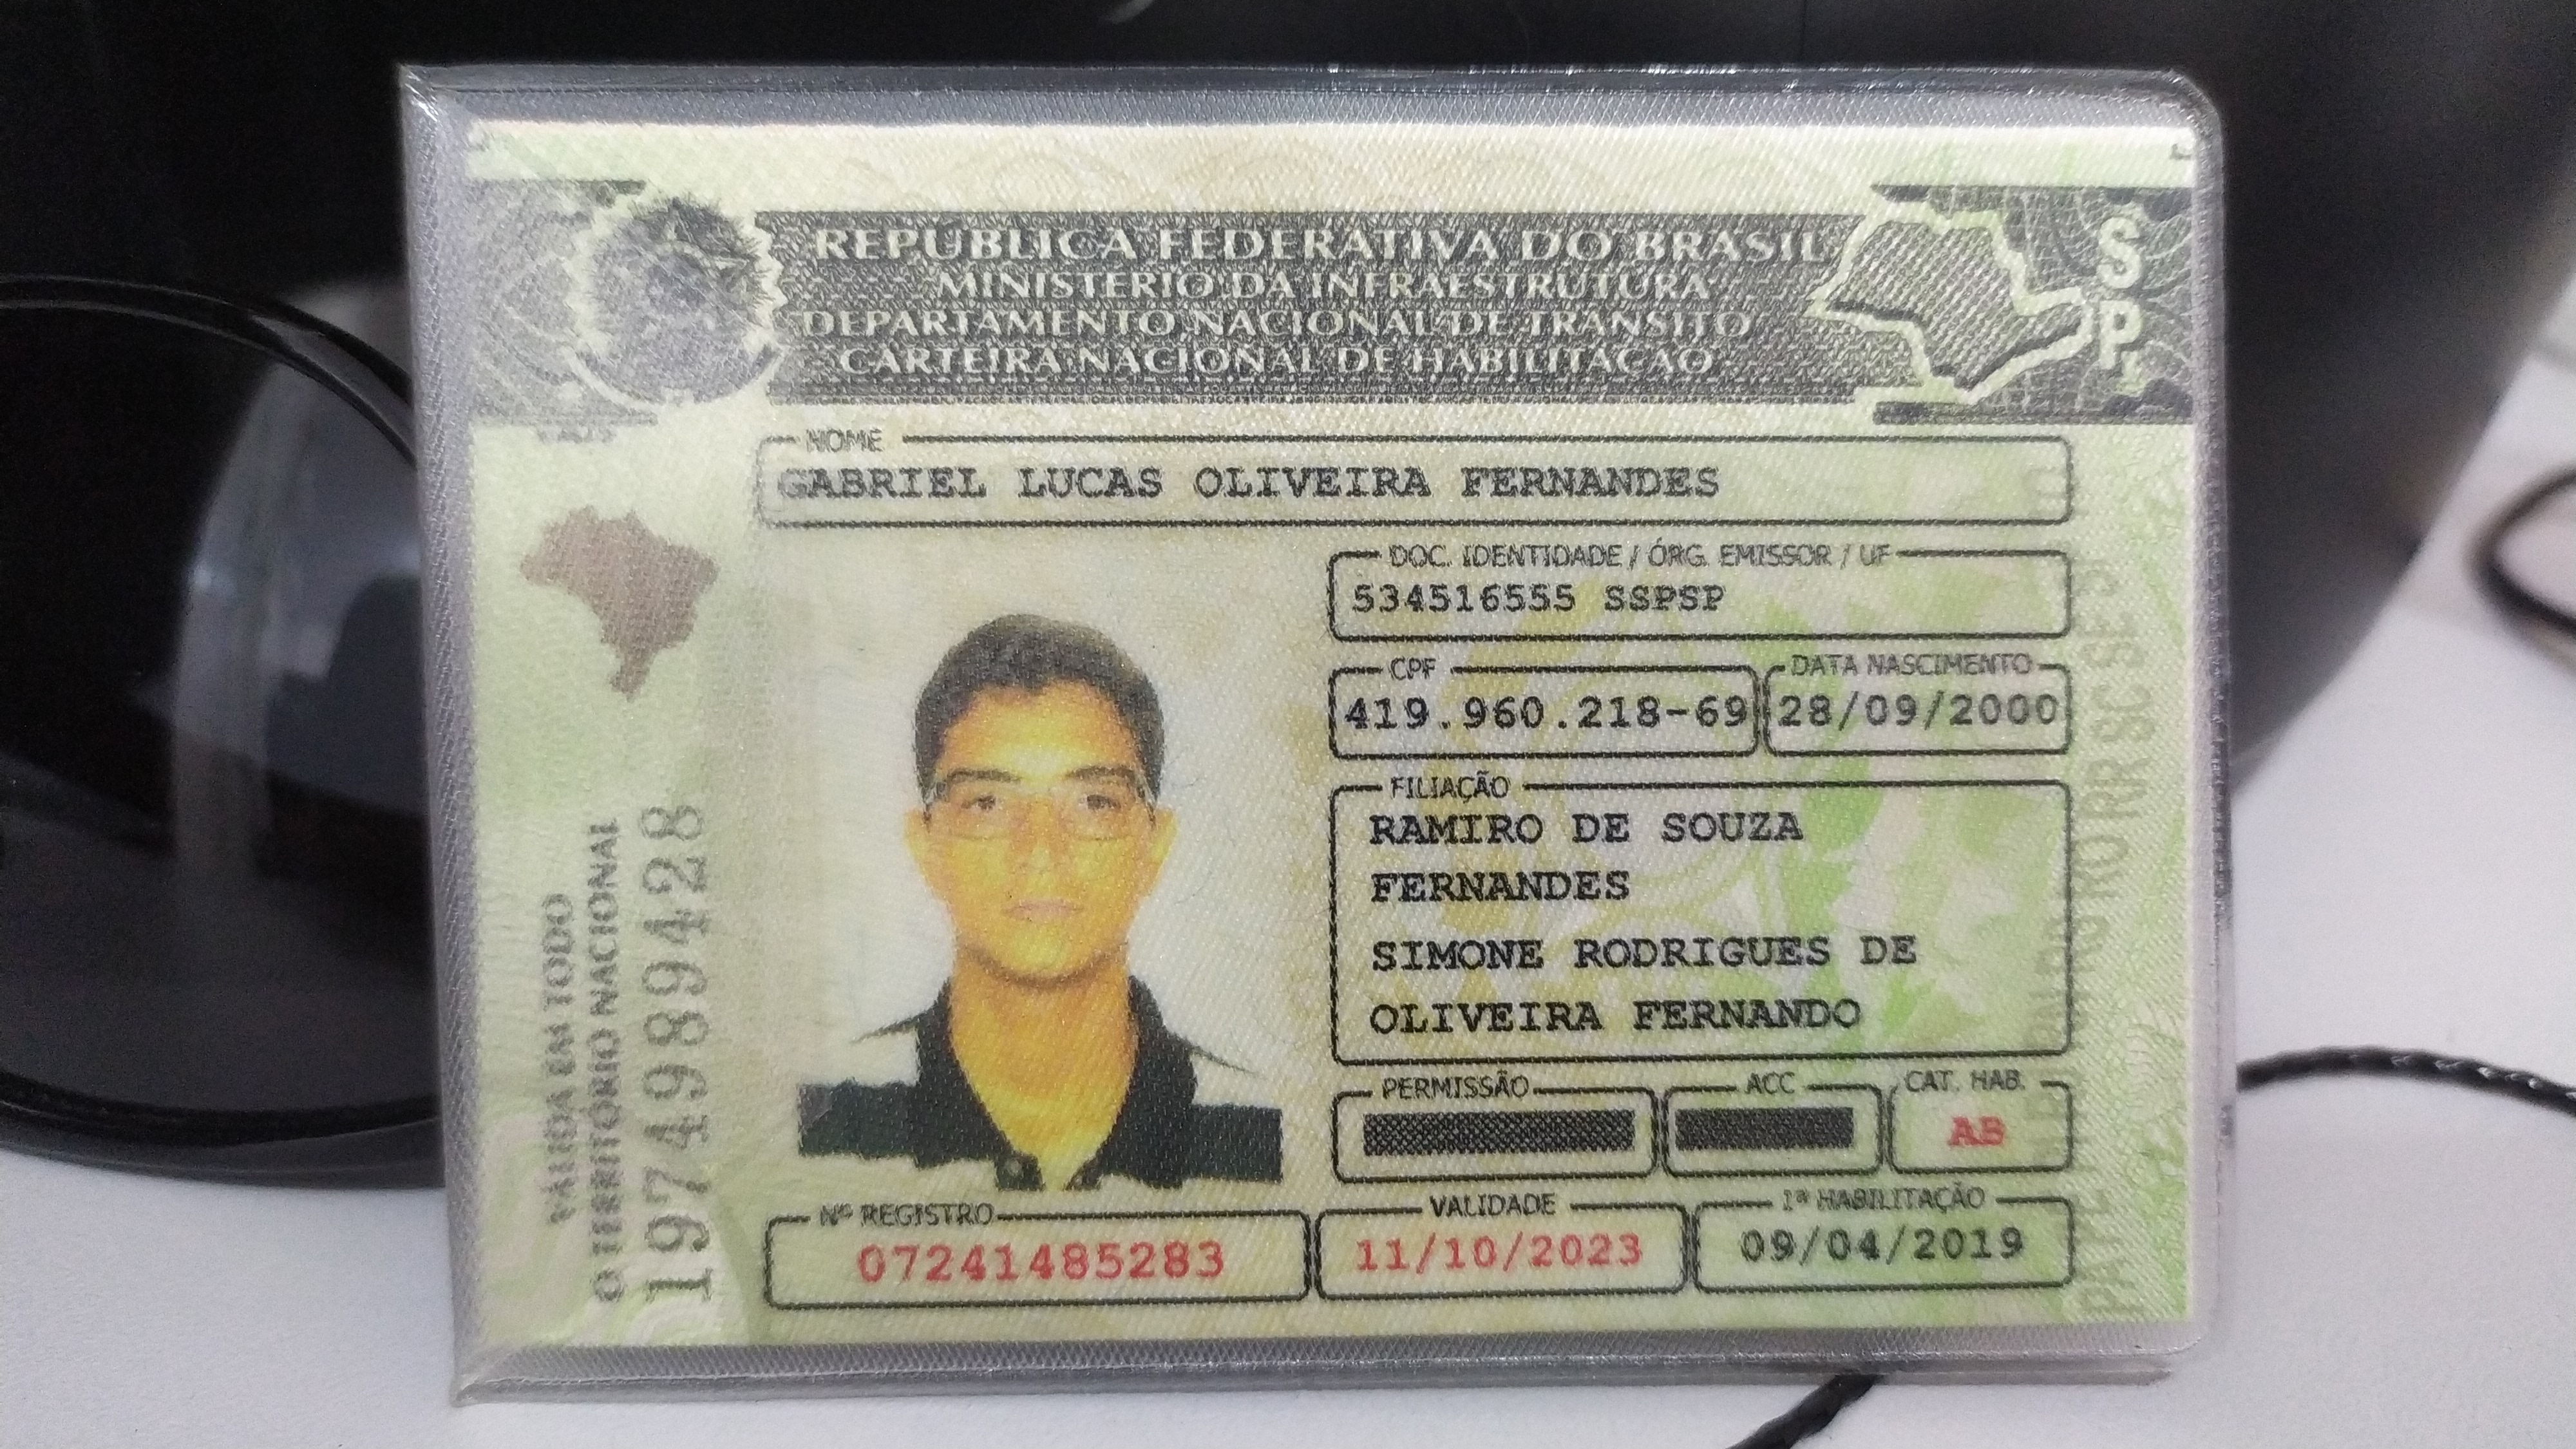 REPÚBLICA FEDERATIVA DO BRASIL
MINISTÉRIO DA INFRAESTRUTURA
DEPARTAMENTO NACIONAL DE TRÂNSITO
CARTEIRA NACIONAL DE HABILITAÇÃO
SP
NOME
GABRIEL LUCAS OLIVEIRA FERNANDES
DOC. IDENTIDADE / ÓRG. EMISSOR / UF
534516555 SSPSP
CPF
419.960.218-69
DATA NASCIMENTO
28/09/2000
FILIAÇÃO
RAMIRO DE SOUZA
FERNANDES
SIMONE RODRIGUES DE
OLIVEIRA FERNANDO
PERMISSÃO
ACC
CAT. HAB.
AB
Nº REGISTRO
07241485283
VALIDADE
11/10/2023
1ª HABILITAÇÃO
09/04/2019
VÁLIDA EM TODO
O TERRITÓRIO NACIONAL
1974989428